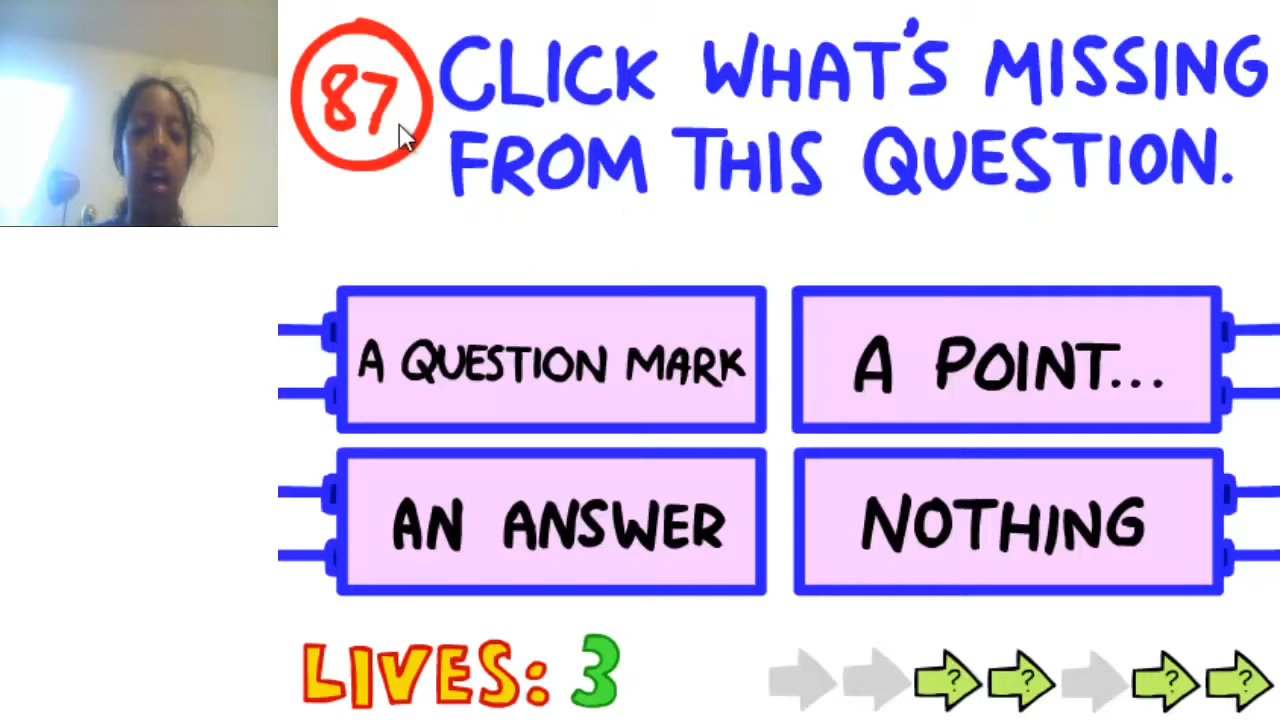 87
CLICK WHAT'S MISSING
FROM THIS QUESTION.
A QUESTION MARK
A POINT...
AN ANSWER
NOTHING
LIVES: 3
? ? ? ?